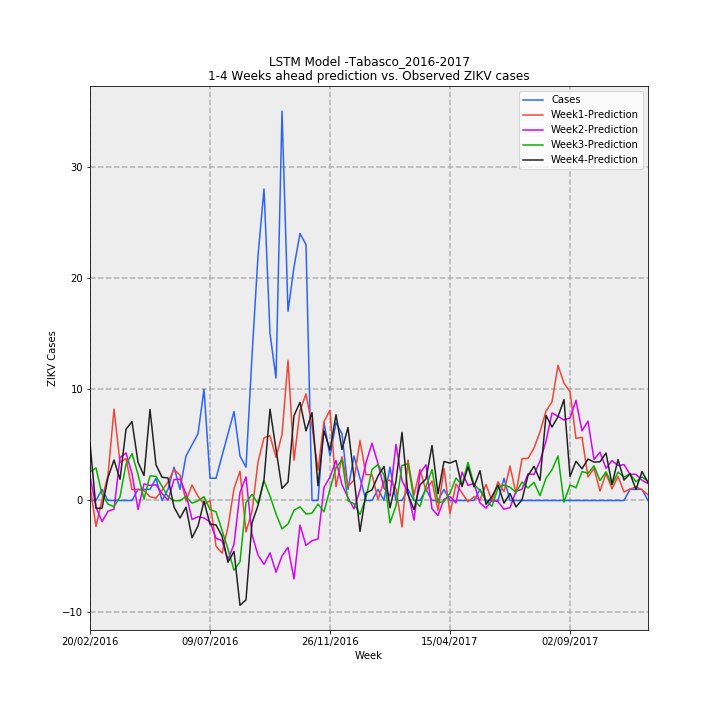 LSTM Model -Tabasco_2016-2017
1-4 Weeks ahead prediction vs. Observed ZIKV cases
Cases
Week1-Prediction
Week2-Prediction
Week3-Prediction
Week4-Prediction
ZIKV Cases
30
20
10
0
−10
20/02/2016 09/07/2016 26/11/2016 15/04/2017 02/09/2017
Week